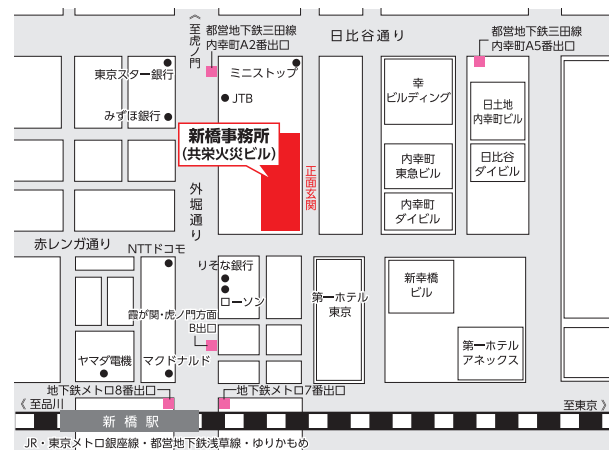 《至虎ノ門
都営地下鉄三田線
内幸町A2番出口
日比谷通り
都営地下鉄三田線
内幸町A5番出口
東京スター銀行
ミニストップ
JTB
みずほ銀行
幸
ビルディング
日土地
内幸町ビル
新橋事務所
(共栄火災ビル)
正面玄関
内幸町
東急ビル
日比谷
ダイビル
外堀通り
内幸町
ダイビル
赤レンガ通り
NTTドコモ
りそな銀行
ローソン
第一ホテル
東京
新幸橋
ビル
霞が関・虎ノ門方面
B出口
ヤマダ電機
マクドナルド
第一ホテル
アネックス
地下鉄メトロ8番出口
地下鉄メトロ7番出口
《 至品川
至東京 》
新橋駅
JR・東京メトロ銀座線・都営地下鉄浅草線・ゆりかもめ